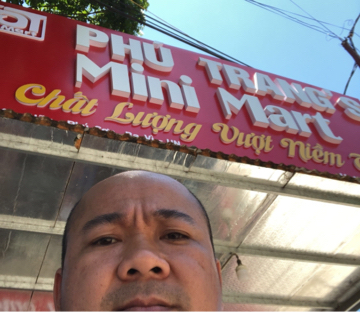 PHÚ TRANG'S
Mini Mart
Chất Lượng Vượt Niềm